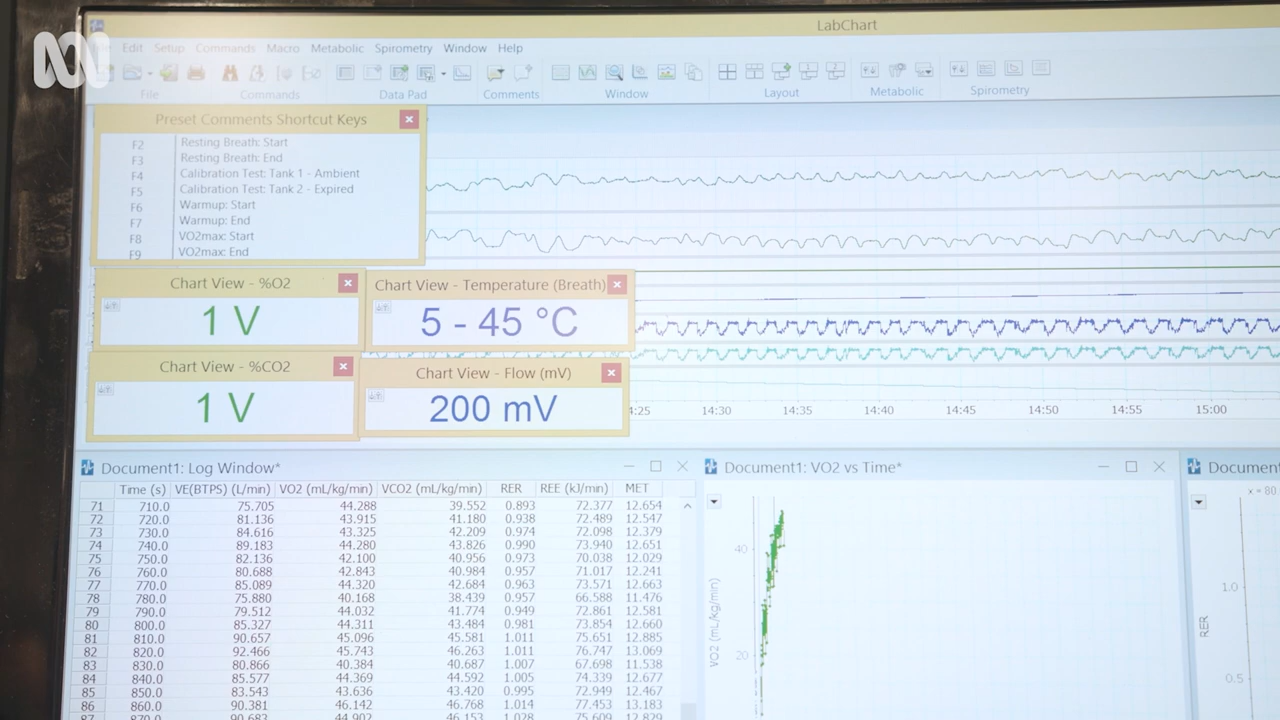 LabChart
Edit Setup Commands Macro Metabolic Spirometry Window Help
File Commands Data Pad Comments Window Layout Metabolic Spirometry
Preset Comments Shortcut Keys
F2 Resting Breath: Start
F3 Resting Breath: End
F4 Calibration Test: Tank 1 - Ambient
F5 Calibration Test: Tank 2 - Expired
F6 Warmup: Start
F7 Warmup: End
F8 VO2max: Start
F9 VO2max: End
Chart View - %O2
1 V
Chart View - Temperature (Breath)
5 - 45 °C
Chart View - %CO2
1 V
Chart View - Flow (mV)
200 mV
4:25 14:30 14:35 14:40 14:45 14:50 14:55 15:00
Document1: Log Window*
Time (s) VE(BTPS) (L/min) VO2 (mL/kg/min) VCO2 (mL/kg/min) RER REE (kJ/min) MET
71 710.0 75.705 44.288 39.552 0.893 72.377 12.654
72 720.0 81.136 43.915 41.180 0.938 72.489 12.547
73 730.0 84.616 43.325 42.209 0.974 72.098 12.379
74 740.0 89.183 44.280 43.826 0.990 73.940 12.651
75 750.0 82.136 42.100 40.956 0.973 70.038 12.029
76 760.0 80.688 42.843 40.984 0.957 71.017 12.241
77 770.0 85.089 44.320 42.684 0.963 73.571 12.663
78 780.0 75.880 40.168 38.439 0.957 66.588 11.476
79 790.0 79.512 44.032 41.774 0.949 72.861 12.581
80 800.0 85.327 44.311 43.484 0.981 73.854 12.660
81 810.0 90.657 45.096 45.581 1.011 75.651 12.885
82 820.0 92.466 45.743 46.263 1.011 76.747 13.069
83 830.0 80.866 40.384 40.687 1.007 67.698 11.538
84 840.0 85.577 44.369 44.592 1.005 74.339 12.677
85 850.0 83.543 43.636 43.420 0.995 72.949 12.467
86 860.0 90.381 46.142 46.768 1.014 77.453 13.183
87 870.0 90.683 44.902 46.153 1.028 75.609 12.829
Document1: VO2 vs Time*
40
20
VO2 (mL/kg/min)
Document
x = 80
1.0
0.5
RER